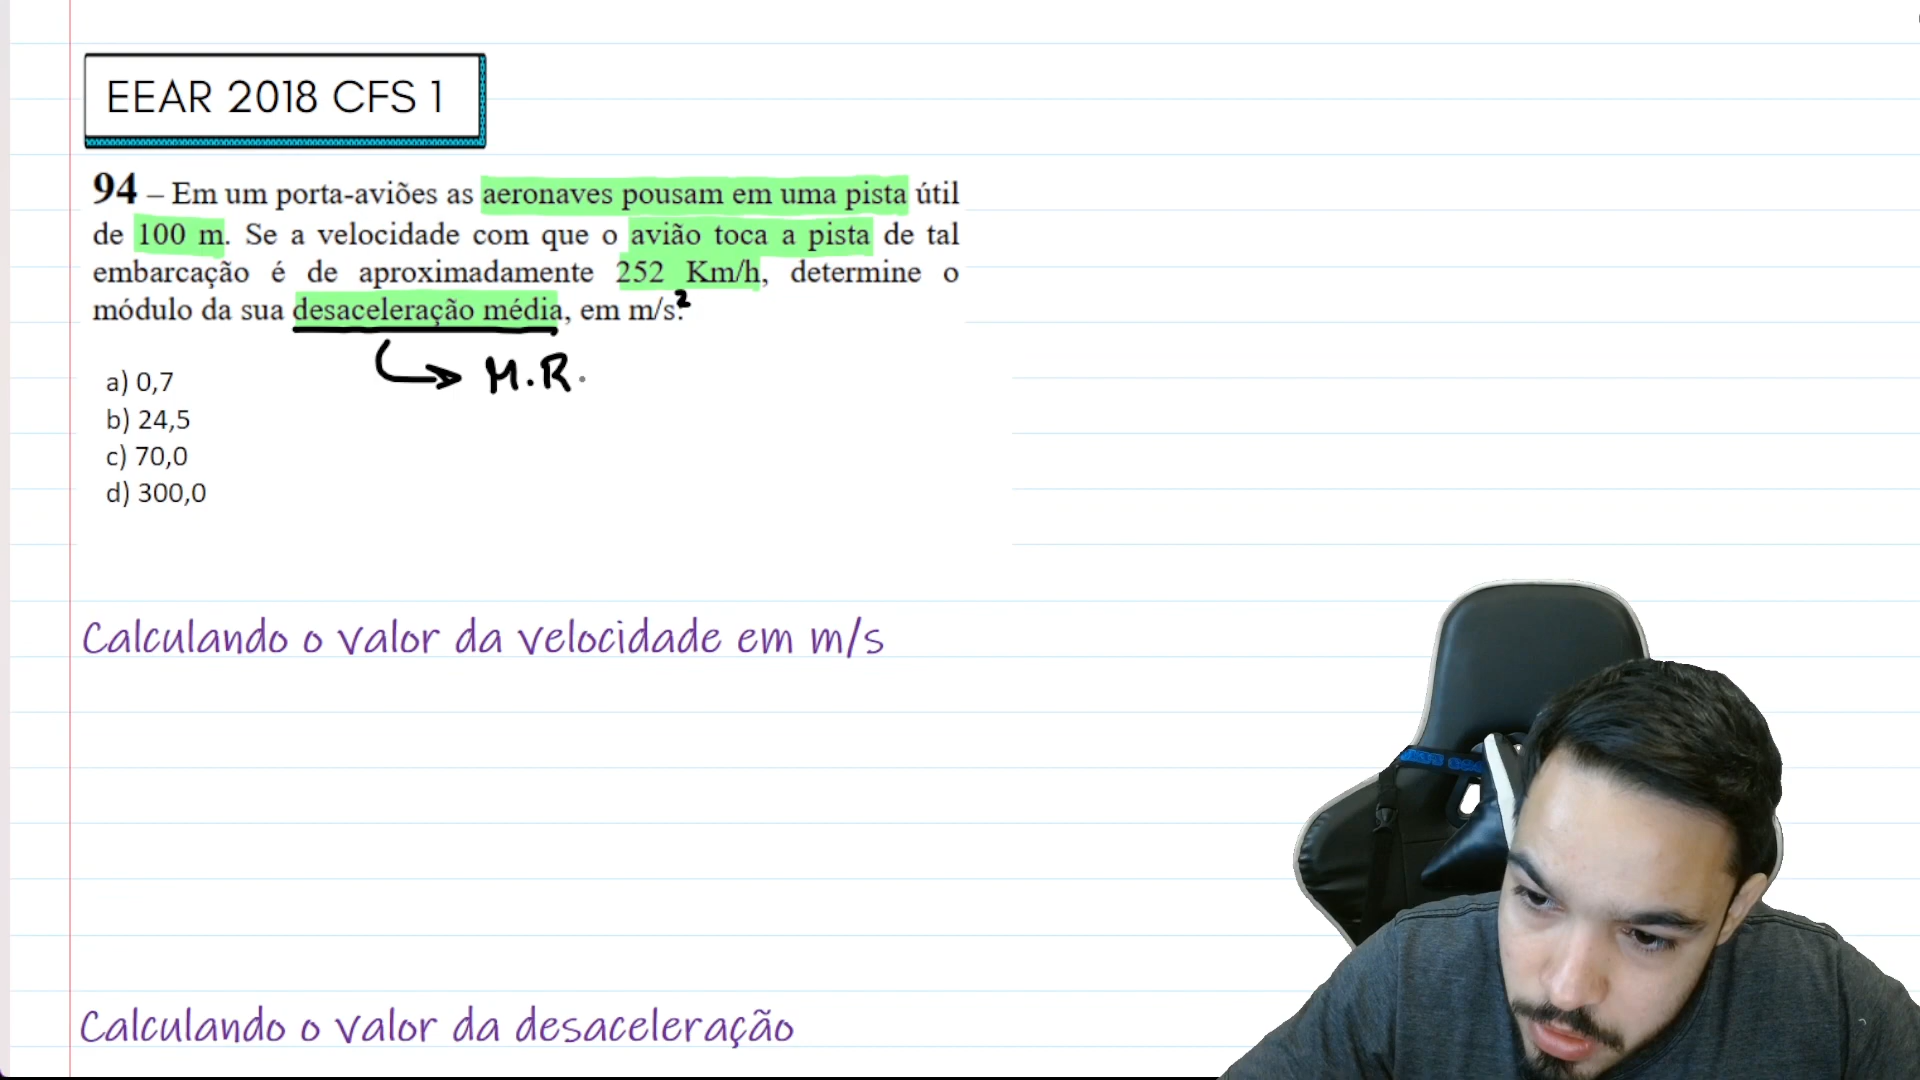 EEAR 2018 CFS 1
94 – Em um porta-aviões as aeronaves pousam em uma pista útil
de 100 m. Se a velocidade com que o avião toca a pista de tal
embarcação é de aproximadamente 252 Km/h, determine o
módulo da sua desaceleração média, em m/s².
M.R.
a) 0,7
b) 24,5
c) 70,0
d) 300,0
Calculando o valor da velocidade em m/s
Calculando o valor da desaceleração